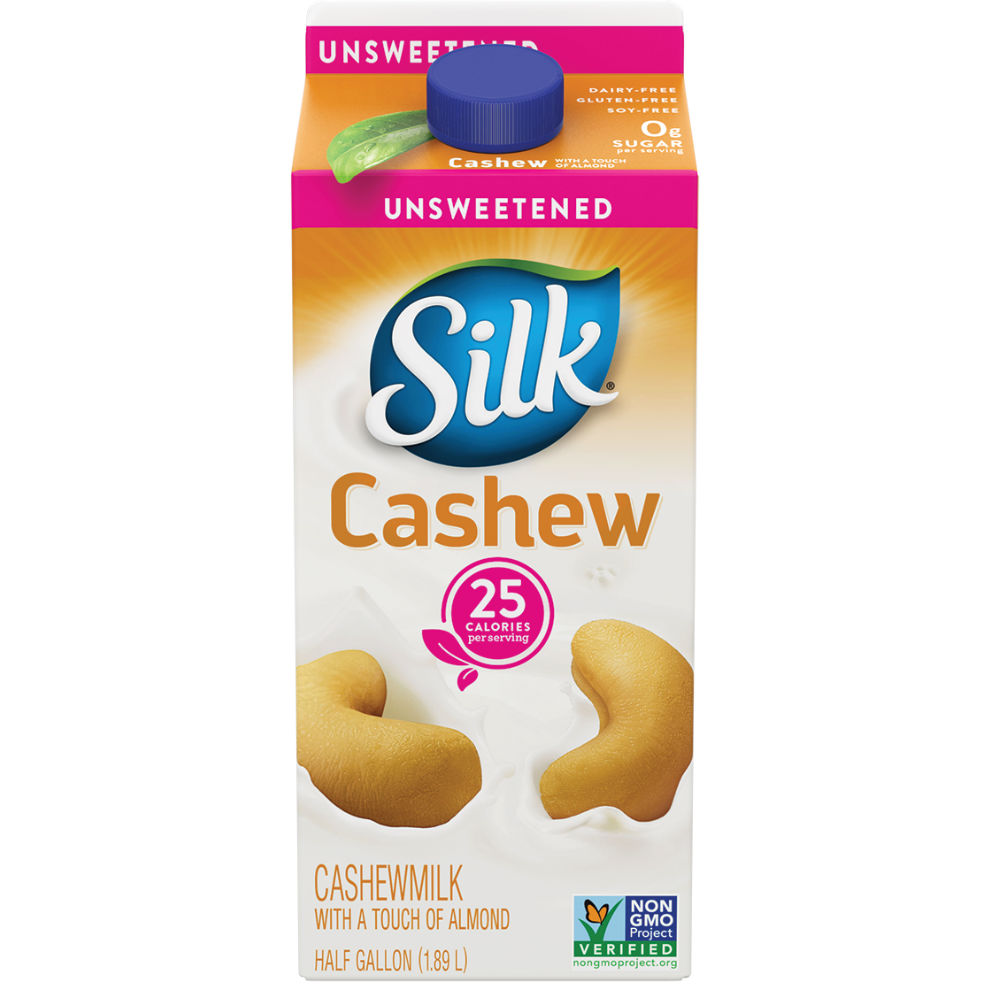 UNSWEETENED
DAIRY-FREE
GLUTEN-FREE
SOY-FREE
0g
SUGAR
per serving
Cashew WITH A TOUCH
OF ALMOND
UNSWEETENED
Silk®
Cashew
25
CALORIES
per serving
CASHEWMILK
WITH A TOUCH OF ALMOND
HALF GALLON (1.89 L)
NON
GMO
Project
VERIFIED
nongmoproject.org